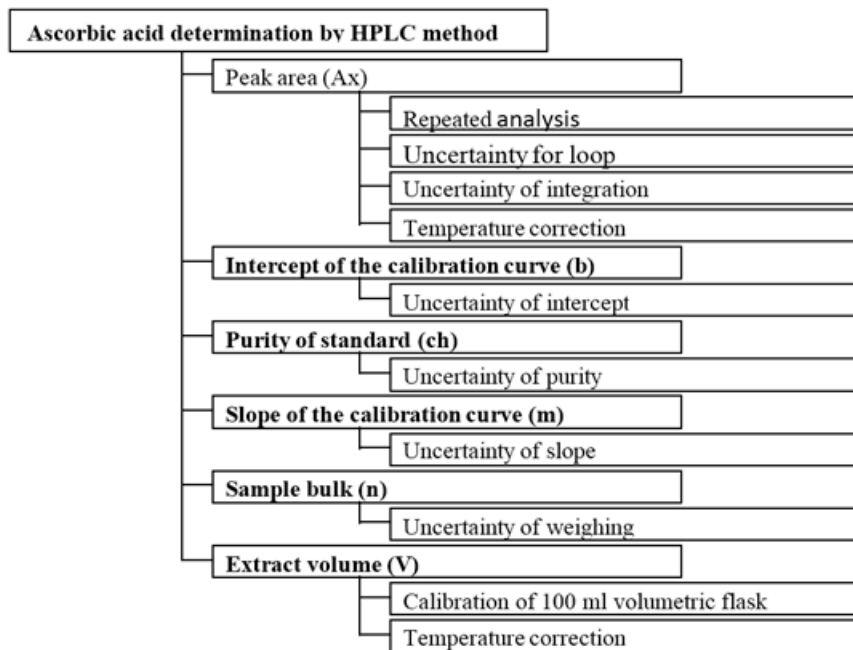 Ascorbic acid determination by HPLC method
Peak area (Ax)
Repeated analysis
Uncertainty for loop
Uncertainty of integration
Temperature correction
Intercept of the calibration curve (b)
Uncertainty of intercept
Purity of standard (ch)
Uncertainty of purity
Slope of the calibration curve (m)
Uncertainty of slope
Sample bulk (n)
Uncertainty of weighing
Extract volume (V)
Calibration of 100 ml volumetric flask
Temperature correction